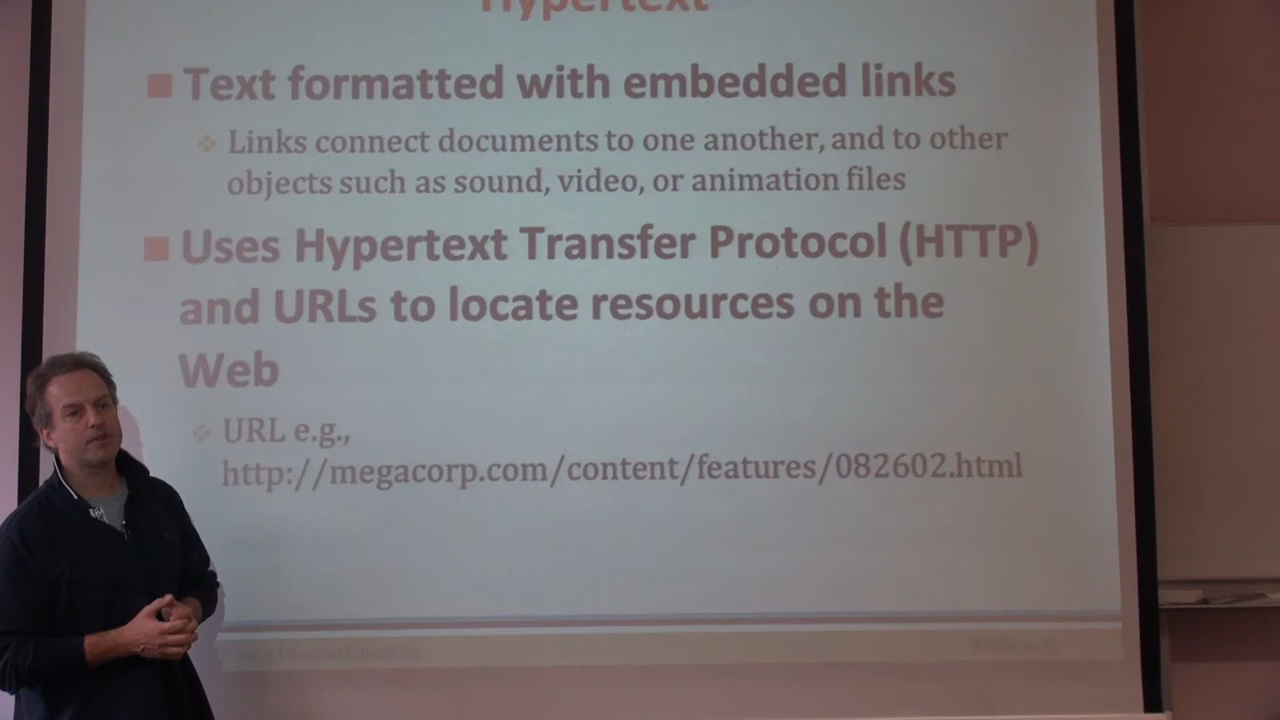 Hypertext
Text formatted with embedded links
Links connect documents to one another, and to other
objects such as sound, video, or animation files
Uses Hypertext Transfer Protocol (HTTP)
and URLs to locate resources on the
Web
URL e.g.,
http://megacorp.com/content/features/082602.html